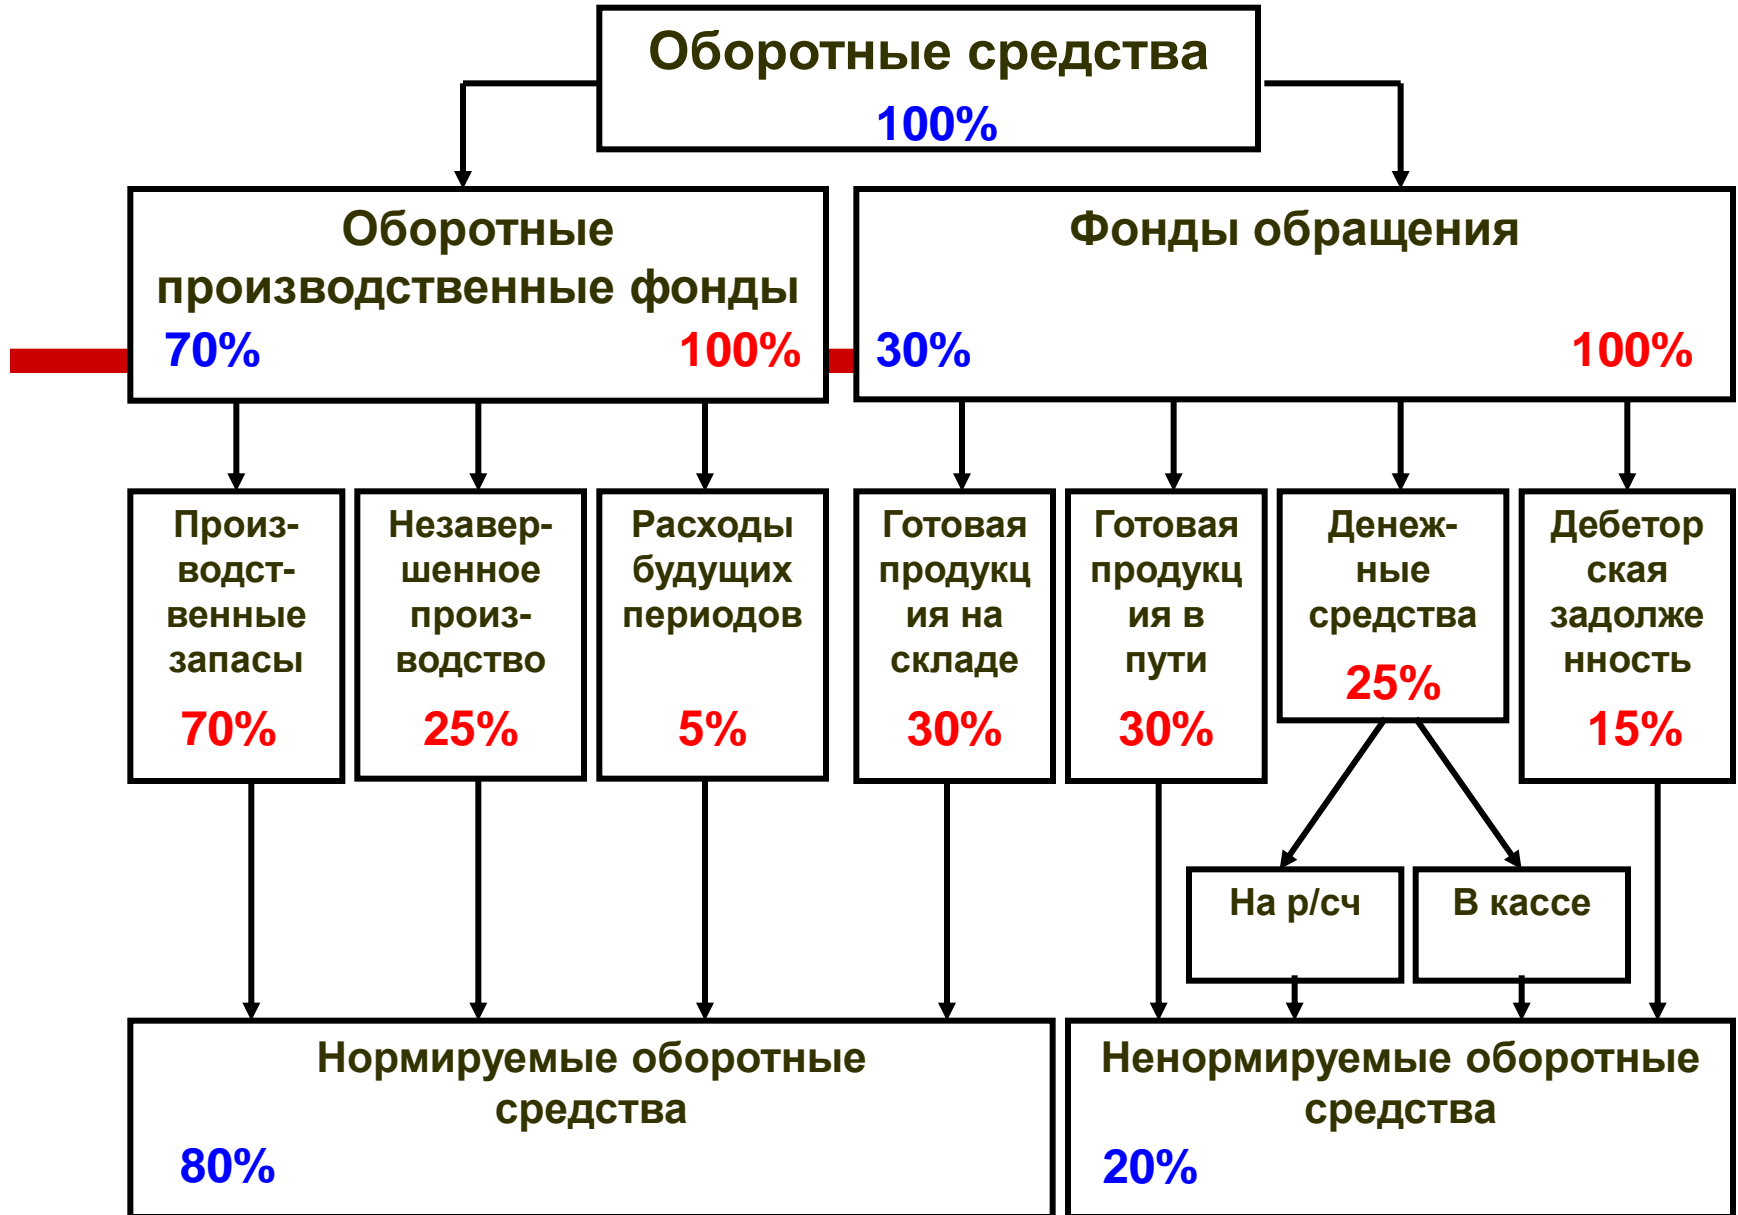 Оборотные средства
100%
Оборотные
производственные фонды
70% 100%
Фонды обращения
30% 100%
Произ-
водст-
венные
запасы
70%
Незавер-
шенное
произ-
водство
25%
Расходы
будущих
периодов
5%
Готовая
продукц
ия на
складе
30%
Готовая
продукц
ия в
пути
30%
Денеж-
ные
средства
25%
Дебетор
ская
задолже
нность
15%
На р/сч
В кассе
Нормируемые оборотные
средства
80%
Ненормируемые оборотные
средства
20%